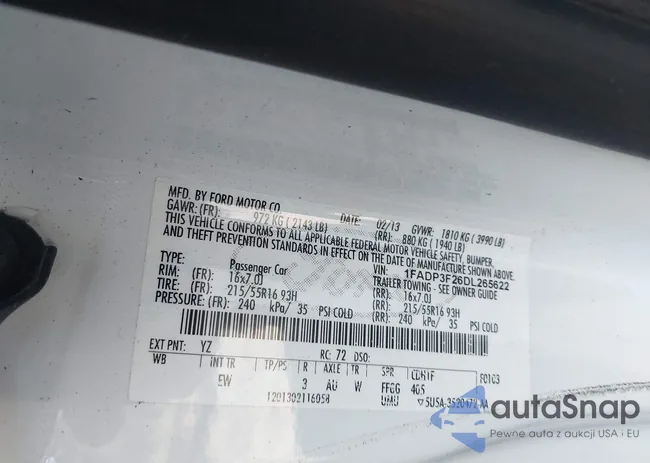 MFD. BY FORD MOTOR CO.
DATE: 02/13 GVWR: 1810 KG ( 3990 LB)
GAWR: (FR): 972 KG ( 2143 LB) (RR): 880 KG ( 1940 LB)
THIS VEHICLE CONFORMS TO ALL APPLICABLE FEDERAL MOTOR VEHICLE SAFETY, BUMPER,
AND THEFT PREVENTION STANDARDS IN EFFECT ON THE DATE OF MANUFACTURE SHOWN ABOVE.
VIN: 1FADP3F26DL265622
TYPE: Passenger Car TRAILER TOWING - SEE OWNER GUIDE
RIM: (FR): 16x7.0J (RR): 16x7.0J
TIRE: (FR): 215/55R16 93H (RR): 215/55R16 93H
PRESSURE: (FR): 240 kPa/ 35 PSI COLD (RR): 240 kPa/ 35 PSI COLD
EXT PNT: YZ RC: 72 DSO: F0103
WB INT TR TP/PS R AXLE TR SPR
EW 3 AU W FFGG 405
1201302116058 UMU
autoSnap
Pewne auta z aukcji USA i EU